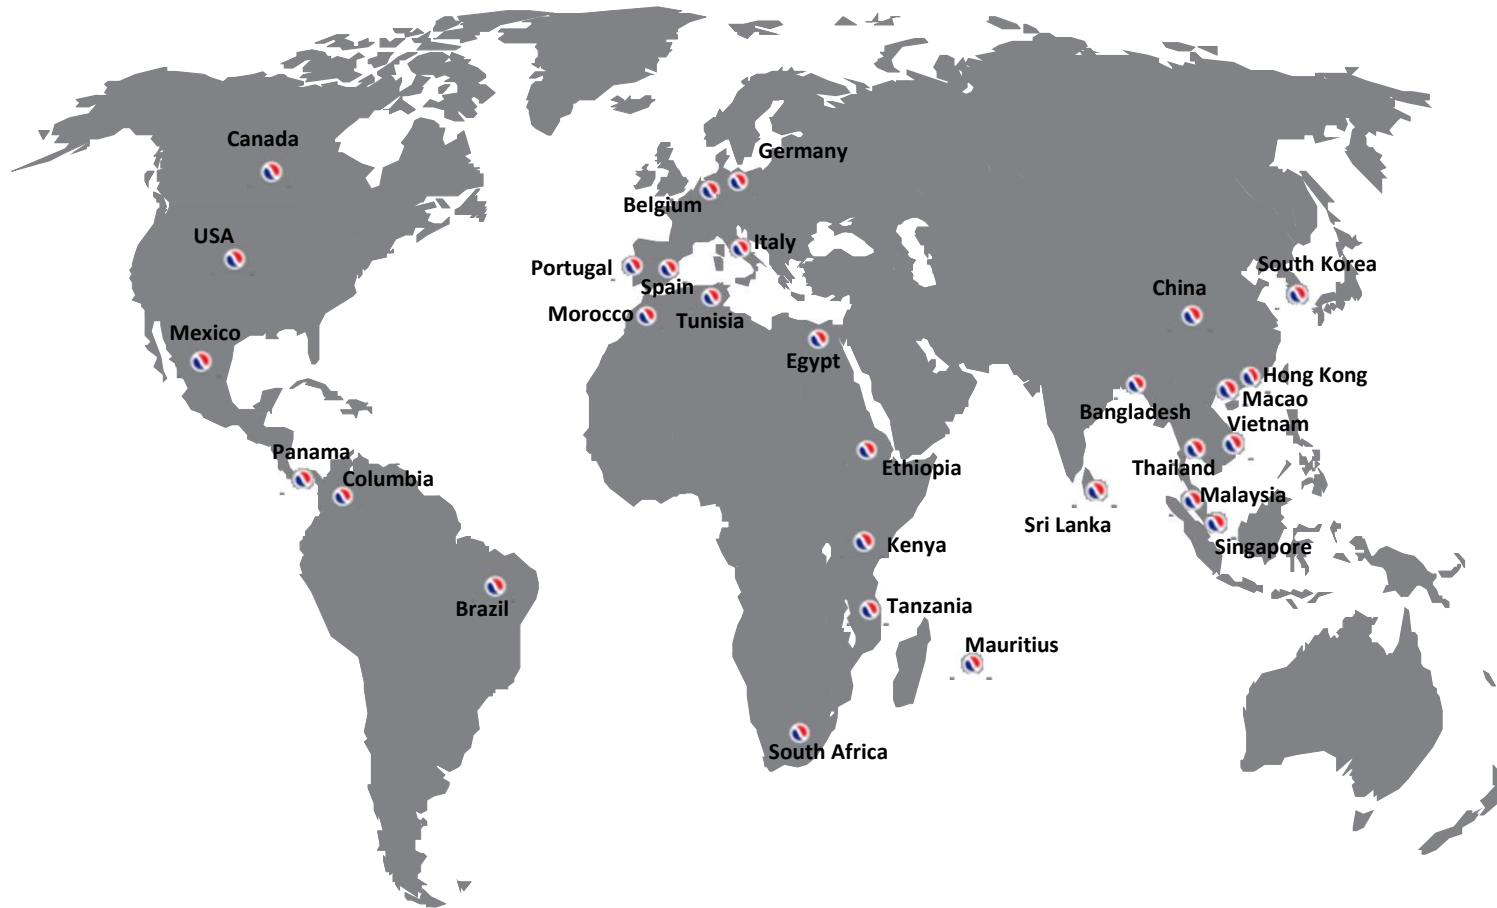 Canada
Germany
Belgium
USA
Italy
Portugal
South Korea
Spain
China
Morocco
Tunisia
Mexico
Egypt
Hong Kong
Macao
Bangladesh
Vietnam
Panama
Ethiopia
Thailand
Columbia
Malaysia
Sri Lanka
Kenya
Singapore
Brazil
Tanzania
Mauritius
South Africa